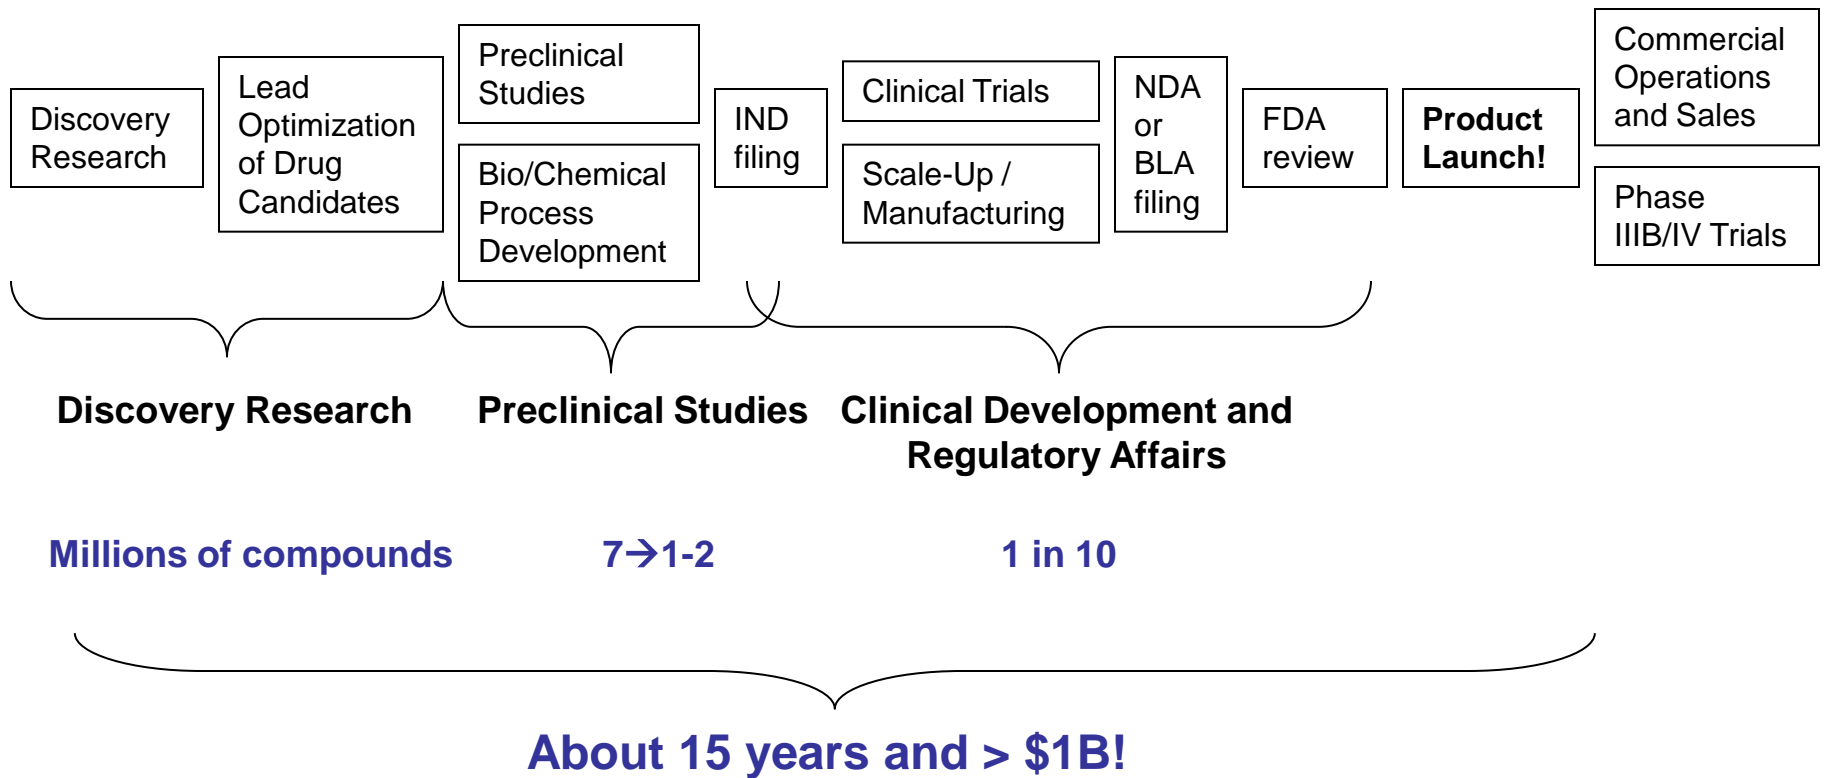 Discovery
Research
Lead
Optimization
of Drug
Candidates
Preclinical
Studies
Bio/Chemical
Process
Development
IND
filing
Clinical Trials
Scale-Up /
Manufacturing
NDA
or
BLA
filing
FDA
review
Product
Launch!
Commercial
Operations
and Sales
Phase
IIIB/IV Trials
Discovery Research
Preclinical Studies
Clinical Development and
Regulatory Affairs
Millions of compounds
7→1-2
1 in 10
About 15 years and > $1B!